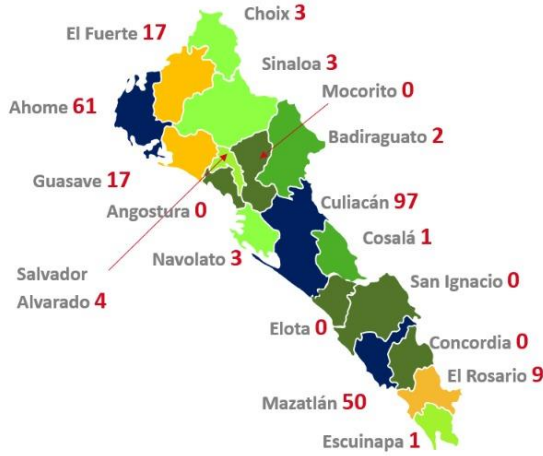 Choix 3
El Fuerte 17
Sinaloa 3
Mocorito 0
Ahome 61
Badiraguato 2
Guasave 17
Culiacán 97
Angostura 0
Cosalá 1
Navolato 3
Salvador
Alvarado 4
San Ignacio 0
Elota 0
Concordia 0
El Rosario 9
Mazatlán 50
Escuinapa 1